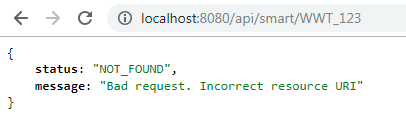 localhost:8080/api/smart/WWT_123
{
status: "NOT_FOUND",
message: "Bad request. Incorrect resource URI"
}